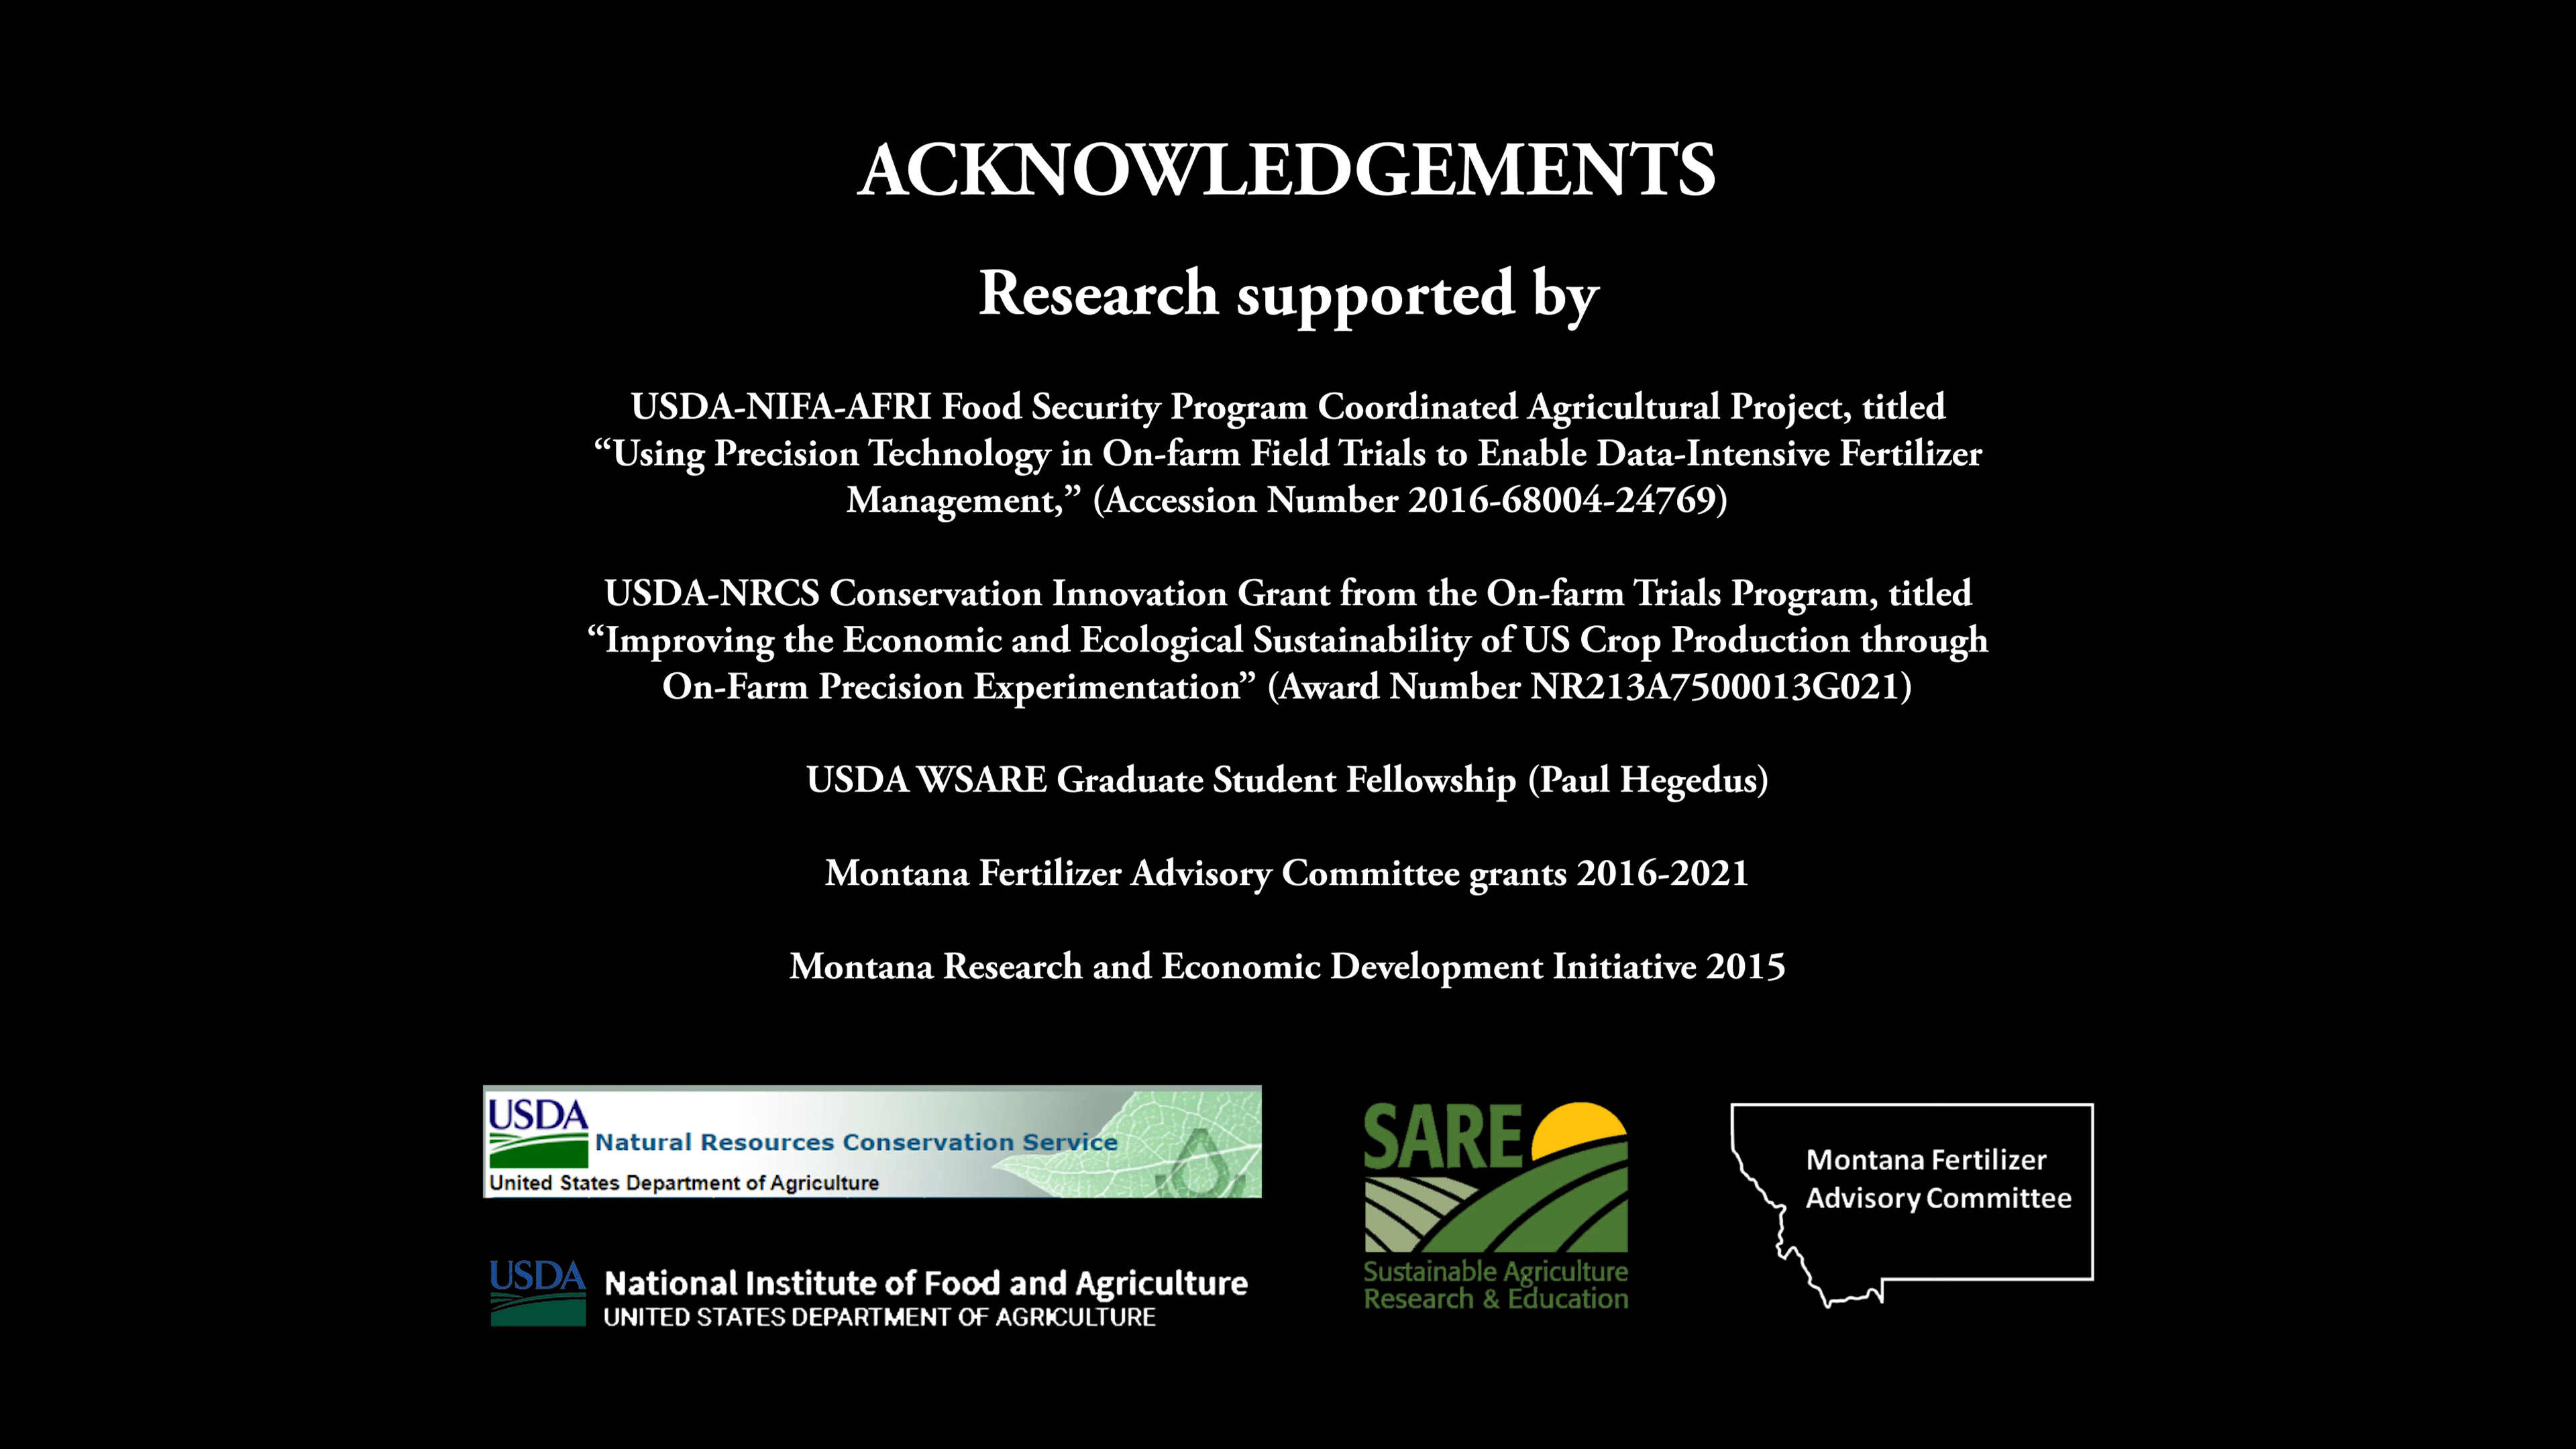 ACKNOWLEDGEMENTS
Research supported by
USDA-NIFA-AFRI Food Security Program Coordinated Agricultural Project, titled
“Using Precision Technology in On-farm Field Trials to Enable Data-Intensive Fertilizer
Management,” (Accession Number 2016-68004-24769)
USDA-NRCS Conservation Innovation Grant from the On-farm Trials Program, titled
“Improving the Economic and Ecological Sustainability of US Crop Production through
On-Farm Precision Experimentation” (Award Number NR213A7500013G021)
USDA WSARE Graduate Student Fellowship (Paul Hegedus)
Montana Fertilizer Advisory Committee grants 2016-2021
Montana Research and Economic Development Initiative 2015
USDA
Natural Resources Conservation Service
United States Department of Agriculture
USDA
National Institute of Food and Agriculture
UNITED STATES DEPARTMENT OF AGRICULTURE
SARE
Sustainable Agriculture
Research & Education
Montana Fertilizer
Advisory Committee